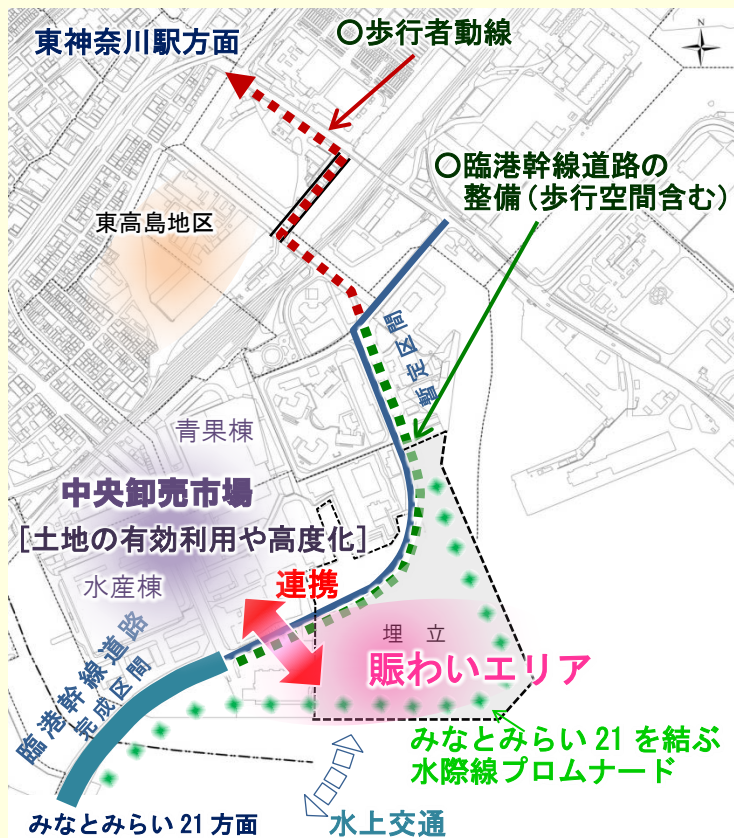 N
東神奈川駅方面
〇歩行者動線
〇臨港幹線道路の
整備(歩行空間含む)
東高島地区
暫定区間
青果棟
中央卸売市場
[土地の有効利用や高度化]
水産棟
連携
埋立
賑わいエリア
臨港幹線道路
完成区間
みなとみらい21を結ぶ
水際線プロムナード
みなとみらい21方面
水上交通